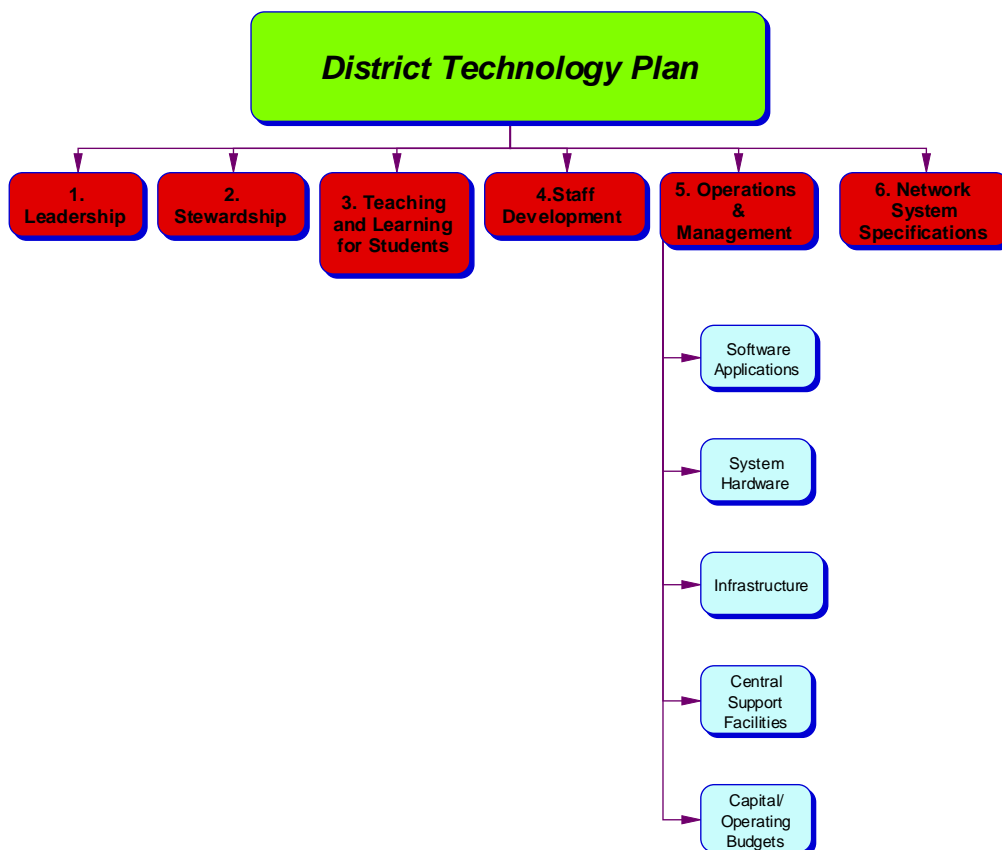 District Technology Plan
1.
Leadership
2.
Stewardship
3. Teaching
and Learning
for Students
4.Staff
Development
5. Operations
&
Management
6. Network
System
Specifications
Software
Applications
System
Hardware
Infrastructure
Central
Support
Facilities
Capital/
Operating
Budgets